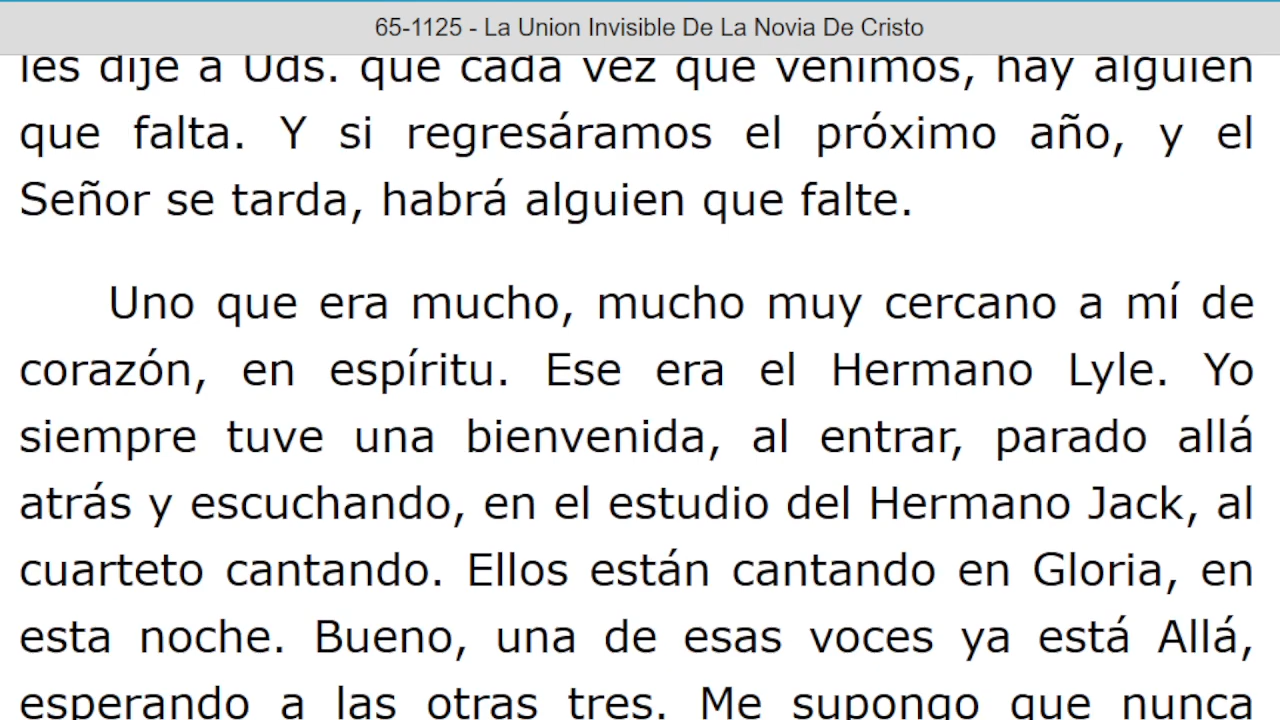 65-1125 - La Union Invisible De La Novia De Cristo
les dije a Uds. que cada vez que venimos, hay alguien
que falta. Y si regresáramos el próximo año, y el
Señor se tarda, habrá alguien que falte.
Uno que era mucho, mucho muy cercano a mí de
corazón, en espíritu. Ese era el Hermano Lyle. Yo
siempre tuve una bienvenida, al entrar, parado allá
atrás y escuchando, en el estudio del Hermano Jack, al
cuarteto cantando. Ellos están cantando en Gloria, en
esta noche. Bueno, una de esas voces ya está Allá,
esperando a las otras tres. Me supongo que nunca